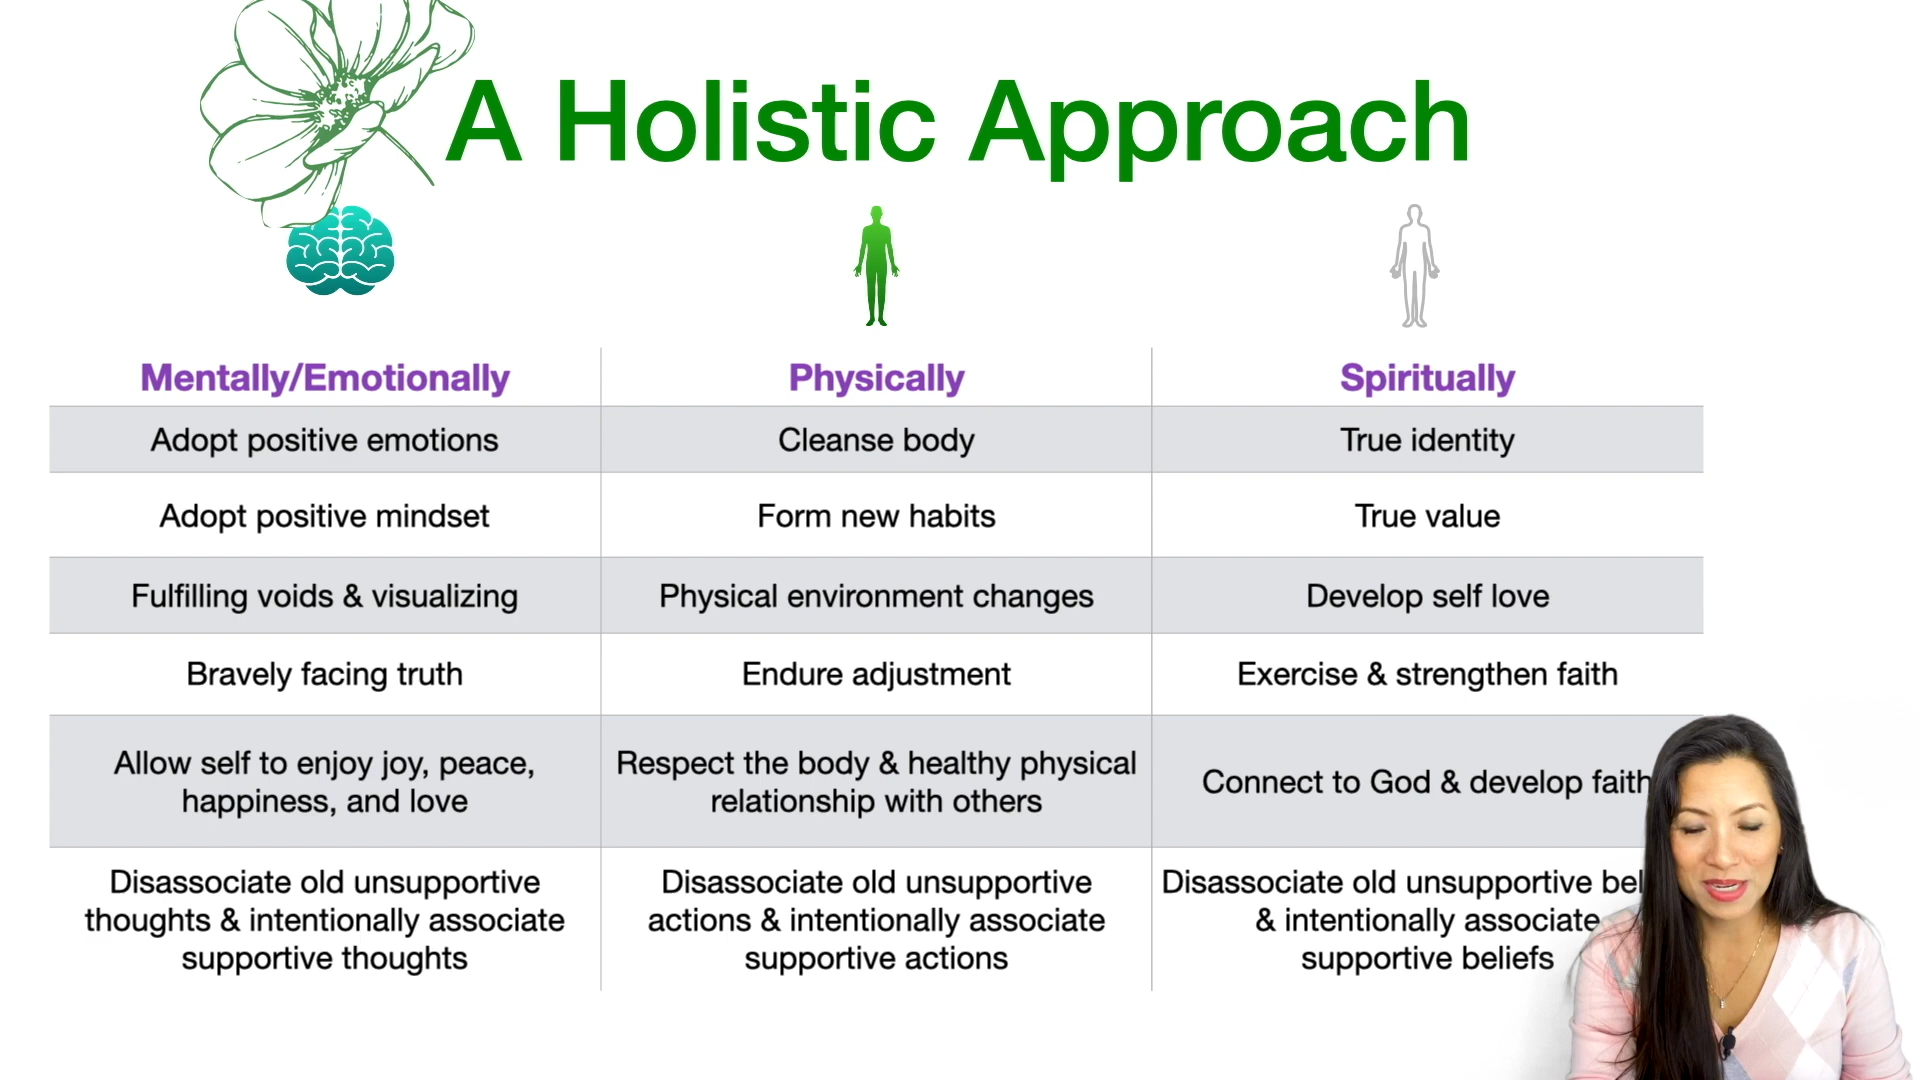 A Holistic Approach
Mentally/Emotionally
Physically
Spiritually
Adopt positive emotions
Cleanse body
True identity
Adopt positive mindset
Form new habits
True value
Fulfilling voids & visualizing
Physical environment changes
Develop self love
Bravely facing truth
Endure adjustment
Exercise & strengthen faith
Allow self to enjoy joy, peace,
happiness, and love
Respect the body & healthy physical
relationship with others
Connect to God & develop faith
Disassociate old unsupportive
thoughts & intentionally associate
supportive thoughts
Disassociate old unsupportive
actions & intentionally associate
supportive actions
Disassociate old unsupportive
& intentionally associate
supportive beliefs